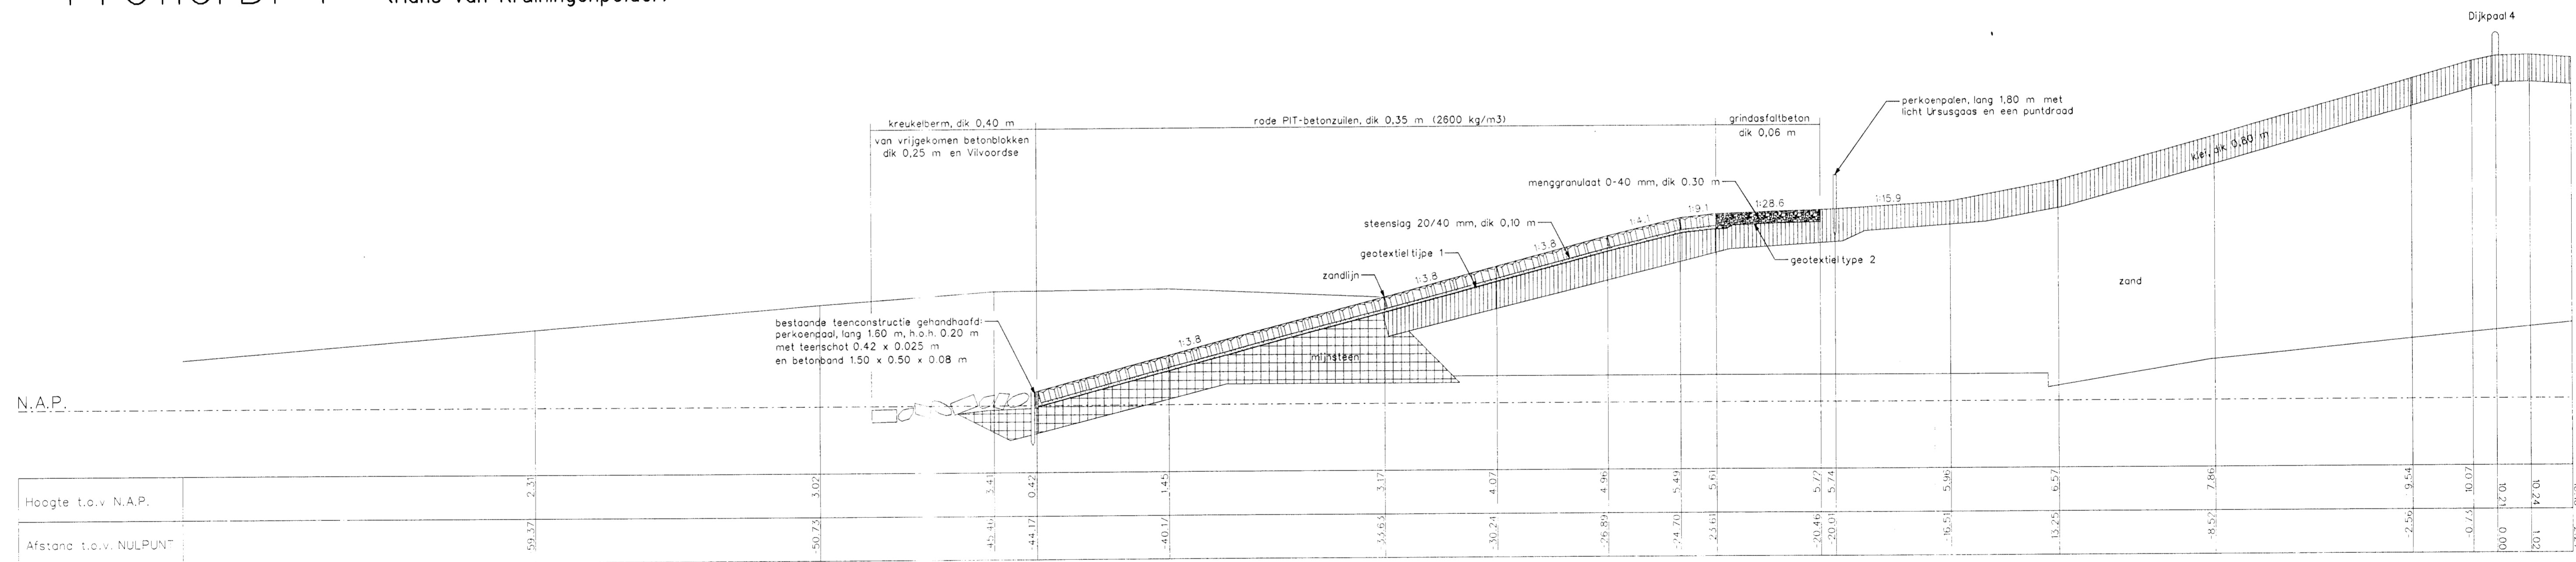 Dijkpaal 4
perkoenpalen, lang 1,80 m met
licht Ursusgaas en een puntdraad
kreukelberm, dik 0,40 m
van vrijgekomen betonblokken
dik 0,25 m en Vilvoordse
rode PIT-betonzuilen, dik 0,35 m (2600 kg/m3)
grindasfaltbeton
dik 0,06 m
klei, dik 0,80 m
menggranulaat 0-40 mm, dik 0.30 m
1:9.1
1:28.6
1:15.9
steenslag 20/40 mm, dik 0,10 m
1:4.1
1:3.8
geotextiel tijpe 1
geotextiel type 2
zandlijn
1:3.8
zand
bestaande teenconstructie gehandhaafd:
perkoenpaal, lang 1.60 m, h.o.h. 0.20 m
met teenschot 0.42 x 0.025 m
en betonband 1.50 x 0.50 x 0.08 m
1:3.8
mijnsteen
N.A.P.
Hoogte t.o.v N.A.P. 2.31 3.02 3.41 0.42 1.45 3.17 4.07 4.96 5.49 5.61 5.72 5.74 5.96 6.57 7.86 9.54 10.07 10.21 10.24
Afstand t.o.v. NULPUNT 59.37 -50.73 45.46 -44.17 -40.17 -33.63 -30.24 -26.89 -24.70 23.61 -20.46 -20.01 -16.51 13.25 -8.52 -2.56 -0.73 0.00 1.02